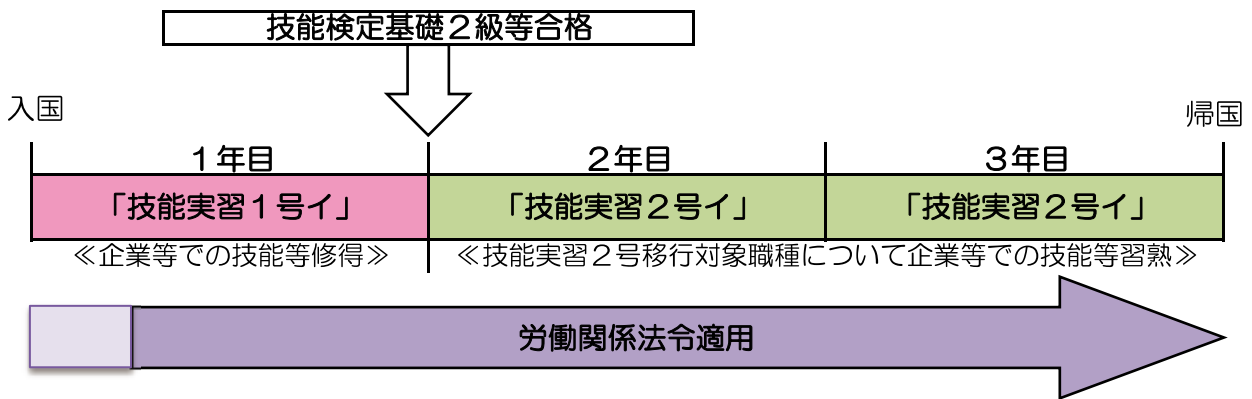 技能検定基礎２級等合格
入国
帰国
１年目
２年目
３年目
「技能実習１号イ」
「技能実習２号イ」
「技能実習２号イ」
≪企業等での技能等修得≫
≪技能実習２号移行対象職種について企業等での技能等習熟≫
労働関係法令適用